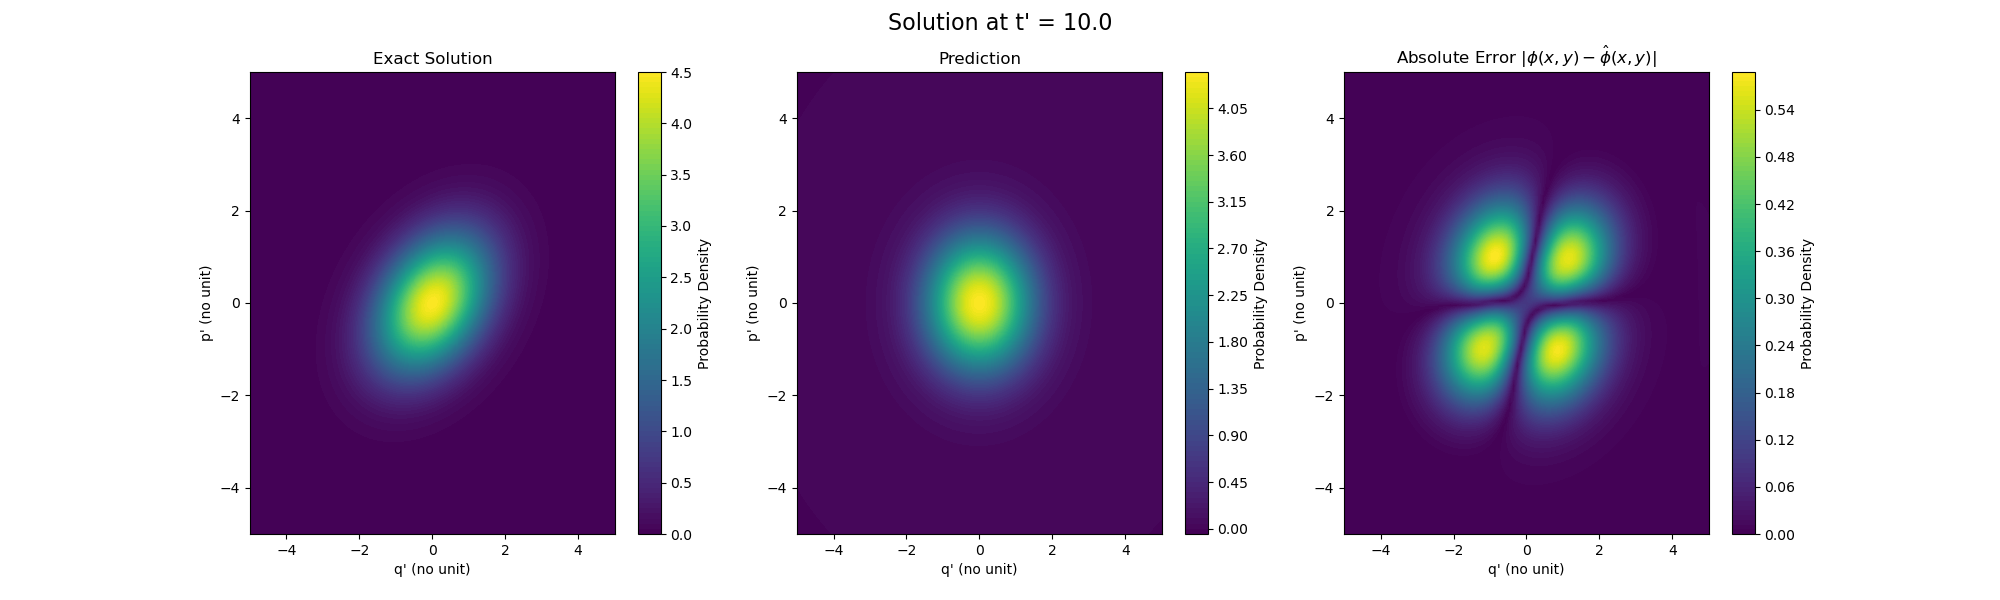 Solution at t' = 10.0
Exact Solution
4
2
0
−2
−4
p' (no unit)
−4 −2 0 2 4
q' (no unit)
4.5
4.0
3.5
3.0
2.5
2.0
1.5
1.0
0.5
0.0
Probability Density
Prediction
4
2
0
−2
−4
p' (no unit)
−4 −2 0 2 4
q' (no unit)
4.05
3.60
3.15
2.70
2.25
1.80
1.35
0.90
0.45
0.00
Probability Density
Absolute Error |ϕ(x, y) − ϕ̂(x, y)|
4
2
0
−2
−4
p' (no unit)
−4 −2 0 2 4
q' (no unit)
0.54
0.48
0.42
0.36
0.30
0.24
0.18
0.12
0.06
0.00
Probability Density